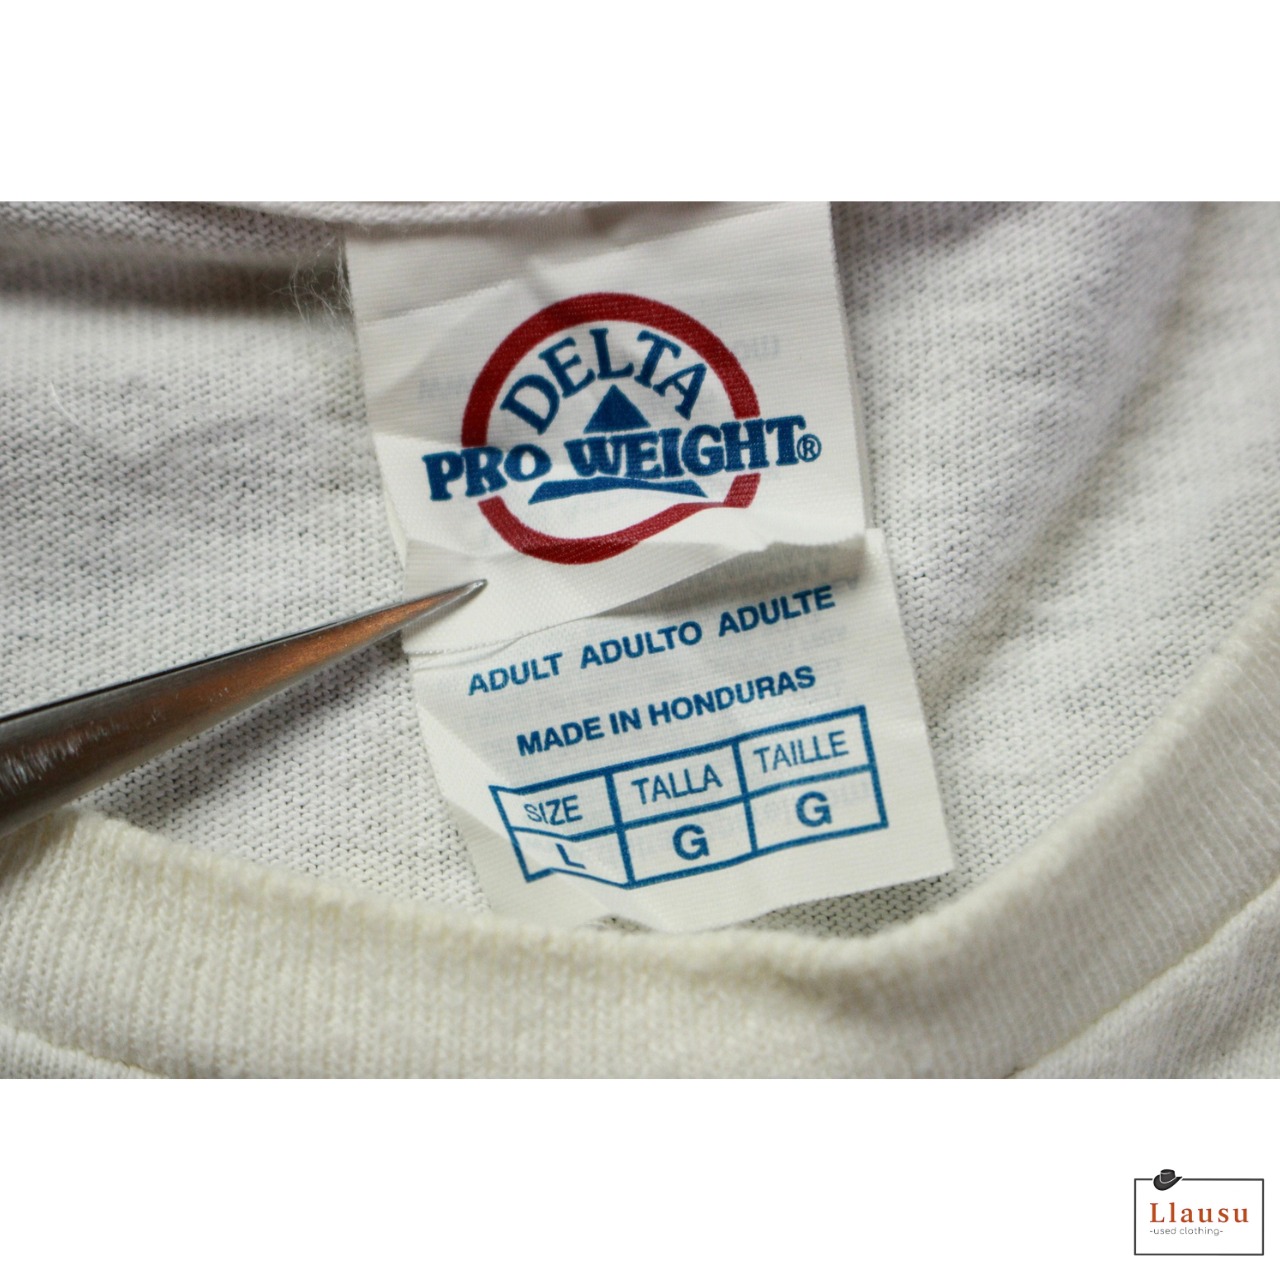 DELTA
PRO WEIGHT®
ADULT ADULTO ADULTE
MADE IN HONDURAS
SIZE TALLA TAILLE
L G G
Llausu
-used clothing-